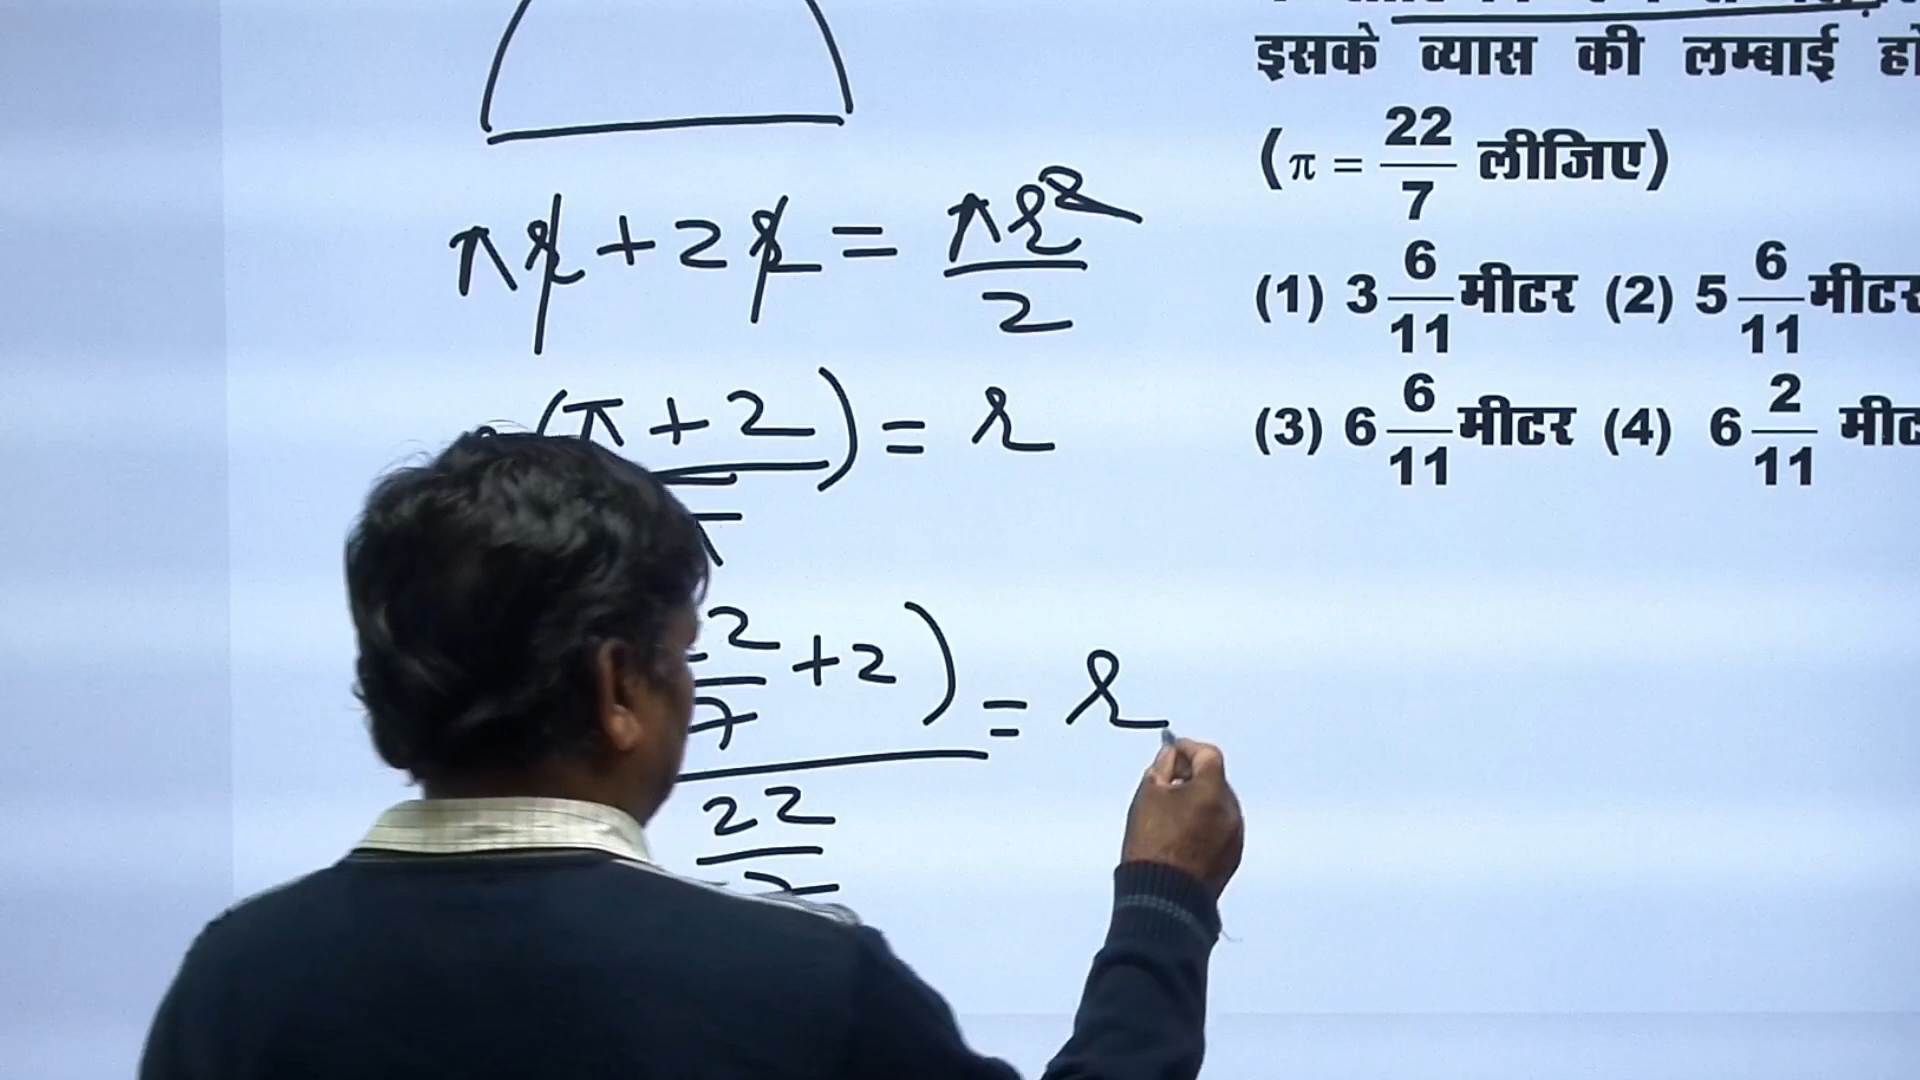 इसके व्यास की लम्बाई
(π = 22/7 लीजिए)
(1) 3 6/11 मीटर (2) 5 6/11 मीटर
(3) 6 6/11 मीटर (4) 6 2/11
πr + 2r = πr²/2
(π + 2) = r
π
+2) = r
7
22